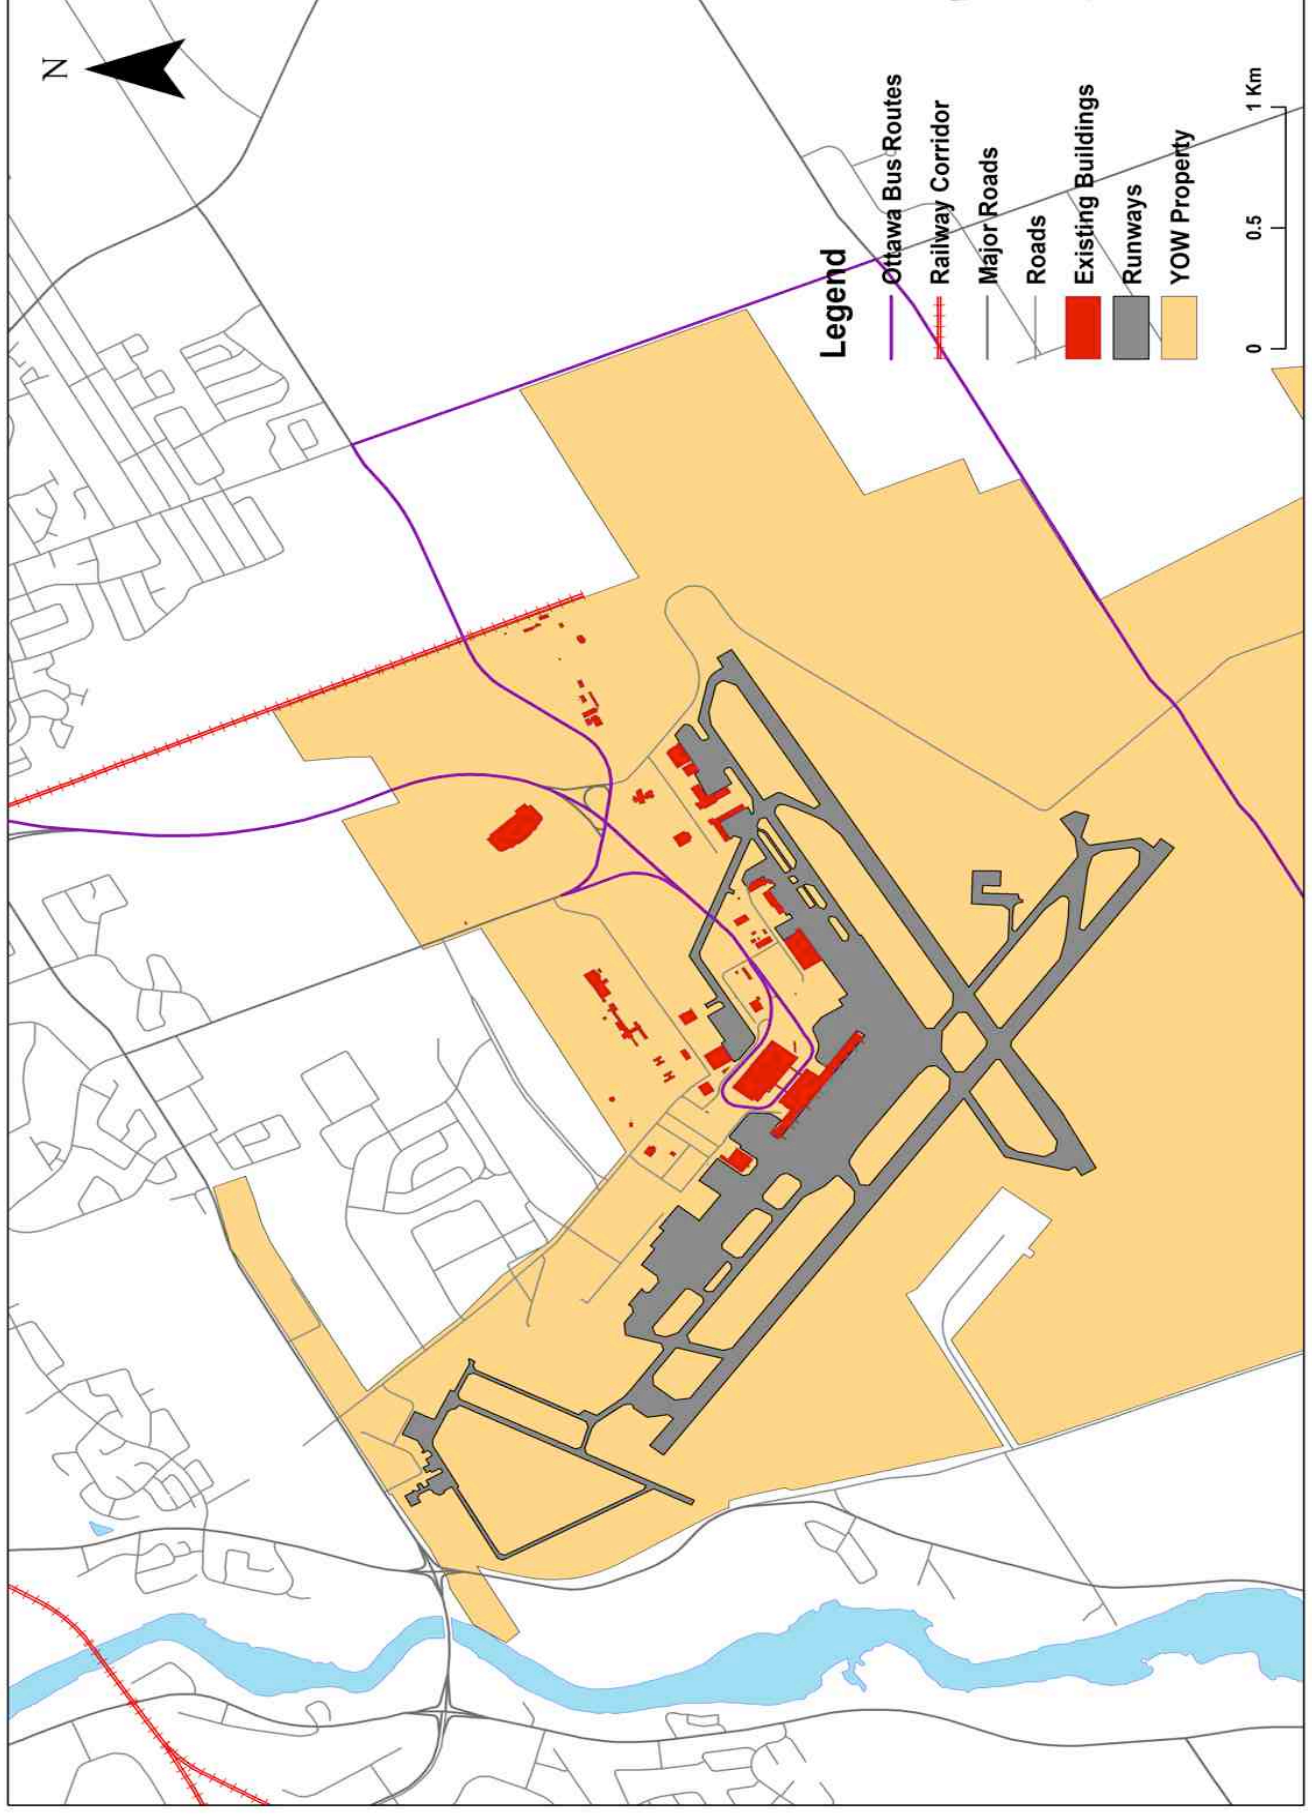 N
Legend
Ottawa Bus Routes
Railway Corridor
Major Roads
Roads
Existing Buildings
Runways
YOW Property
0 0.5 1 Km